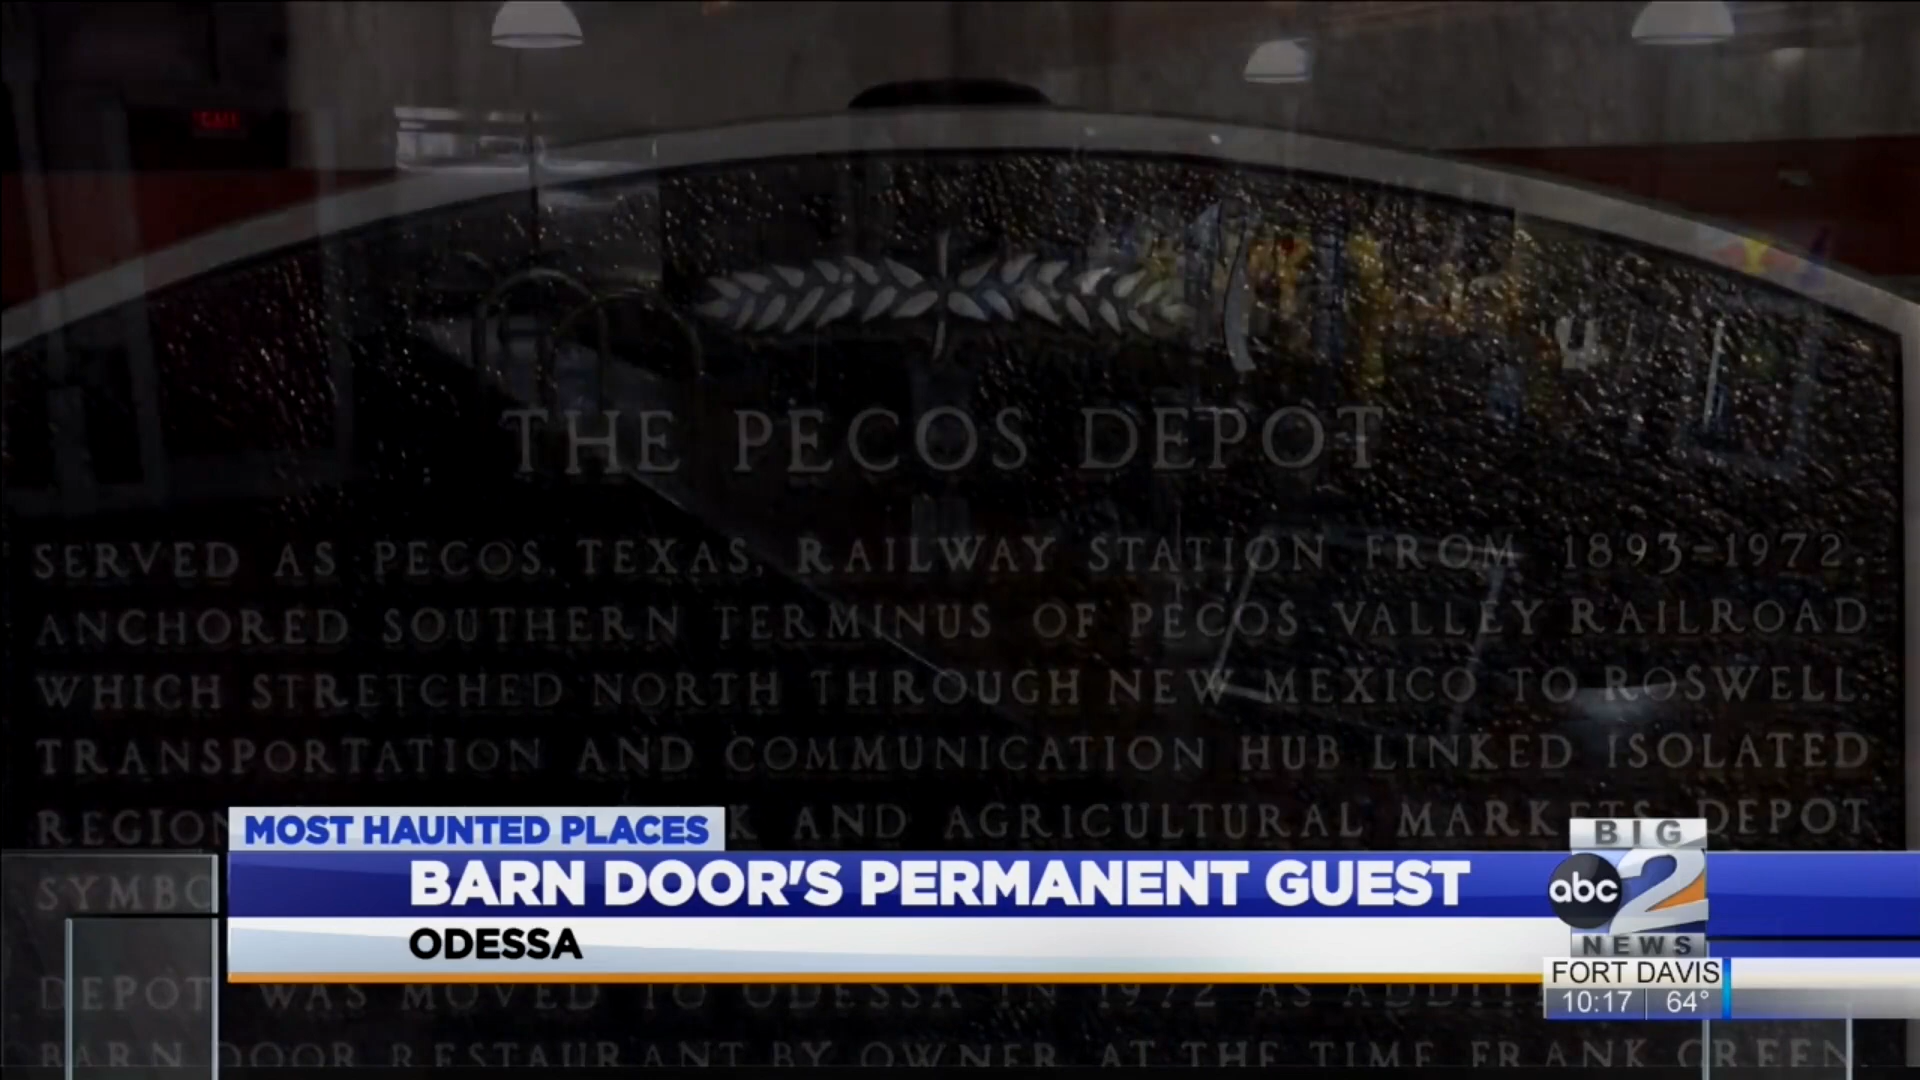 EXIT
THE PECOS DEPOT
SERVED AS PECOS, TEXAS, RAILWAY STATION FROM 1893-1972.
ANCHORED SOUTHERN TERMINUS OF PECOS VALLEY RAILROAD
WHICH STRETCHED NORTH THROUGH NEW MEXICO TO ROSWELL.
TRANSPORTATION AND COMMUNICATION HUB LINKED ISOLATED
REGION K AND AGRICULTURAL MARKETS. DEPOT
SYMBO
DEPOT WAS MOVED TO ODESSA IN 1972 AS ADDIT
BARN DOOR RESTAURANT BY OWNER AT THE TIME FRANK GREEN.
MOST HAUNTED PLACES
BARN DOOR'S PERMANENT GUEST
ODESSA
BIG
abc 2
NEWS
FORT DAVIS
10:17 64°